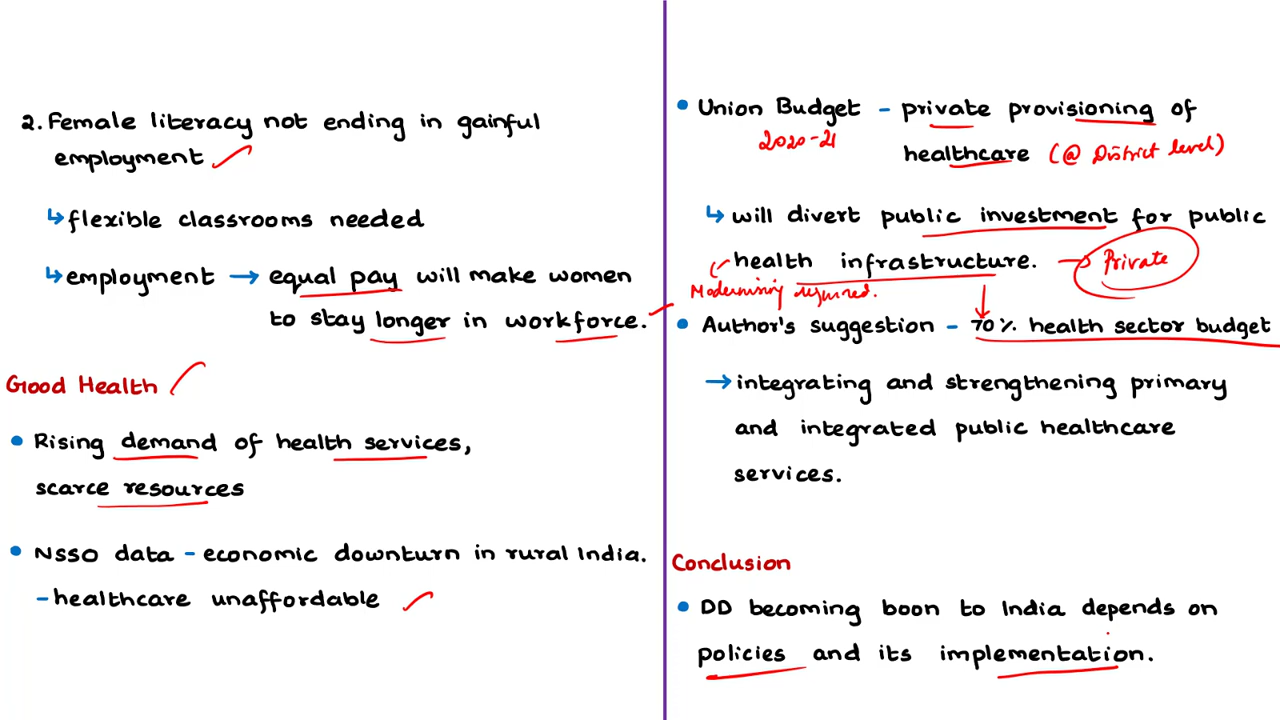 2. Female literacy not ending in gainful
employment
↳ flexible classrooms needed
↳ employment → equal pay will make women
to stay longer in workforce.
Good Health
• Rising demand of health services,
scarce resources
• NSSO data - economic downturn in rural India.
- healthcare unaffordable
• Union Budget - private provisioning of
2020-21
healthcare (@ District level)
↳ will divert public investment for public
health infrastructure. → Private
Modernising required.
• Author's suggestion - 70% health sector budget
→ integrating and strengthening primary
and integrated public healthcare
services.
Conclusion
• DD becoming boon to India depends on
policies and its implementation.